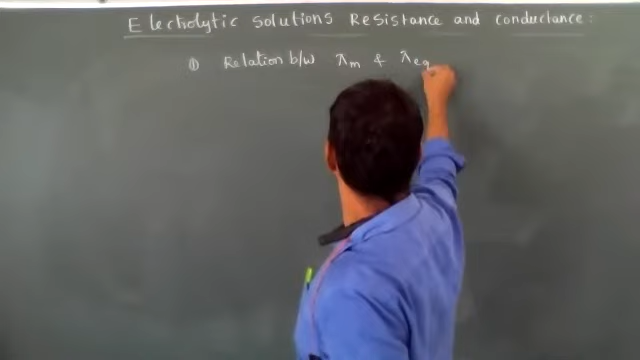 Electrolytic solutions Resistance and conductance:
① Relation b/w λm & λeq